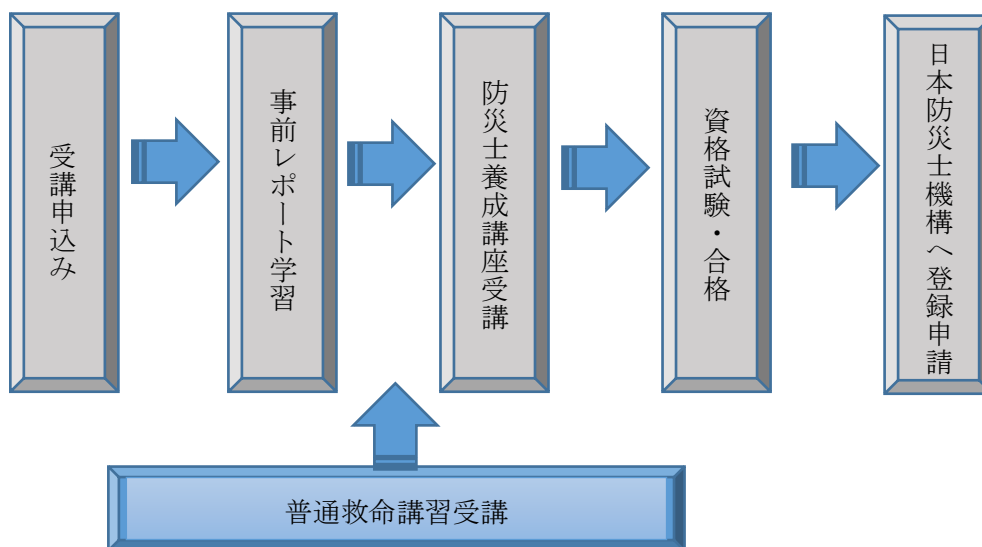 受講申込み
事前レポート学習
防災士養成講座受講
資格試験・合格
日本防災士機構へ登録申請
普通救命講習受講